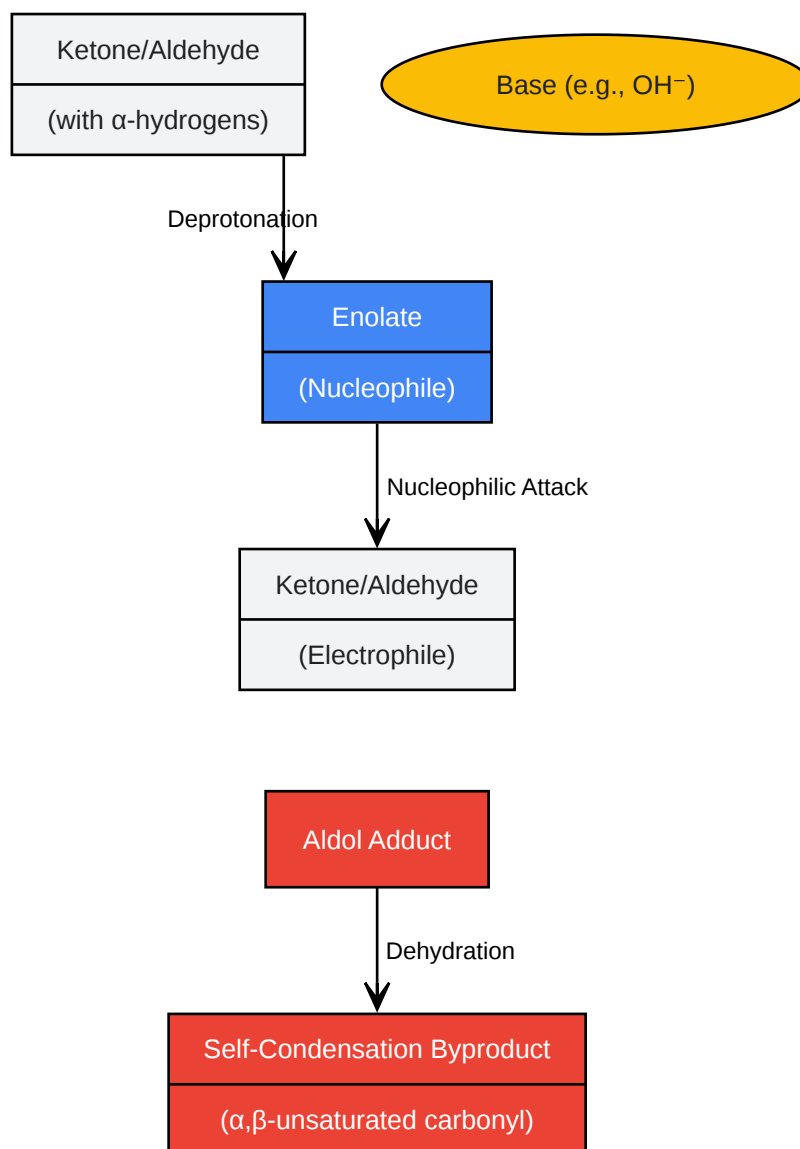 Ketone/Aldehyde
(with α-hydrogens)
Base (e.g., OH⁻)
Deprotonation
Enolate
(Nucleophile)
Nucleophilic Attack
Ketone/Aldehyde
(Electrophile)
Aldol Adduct
Dehydration
Self-Condensation Byproduct
(α,β-unsaturated carbonyl)